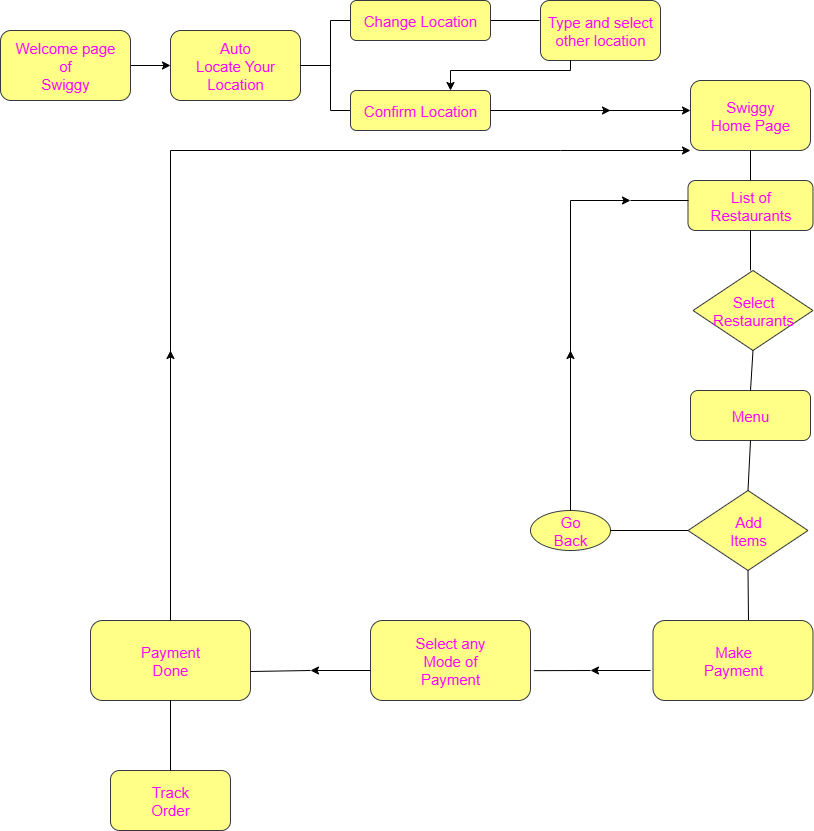 Welcome page
of
Swiggy
Auto
Locate Your
Location
Change Location
Type and select
other location
Confirm Location
Swiggy
Home Page
List of
Restaurants
Select
Restaurants
Menu
Add
Items
Go
Back
Make
Payment
Select any
Mode of
Payment
Payment
Done
Track
Order